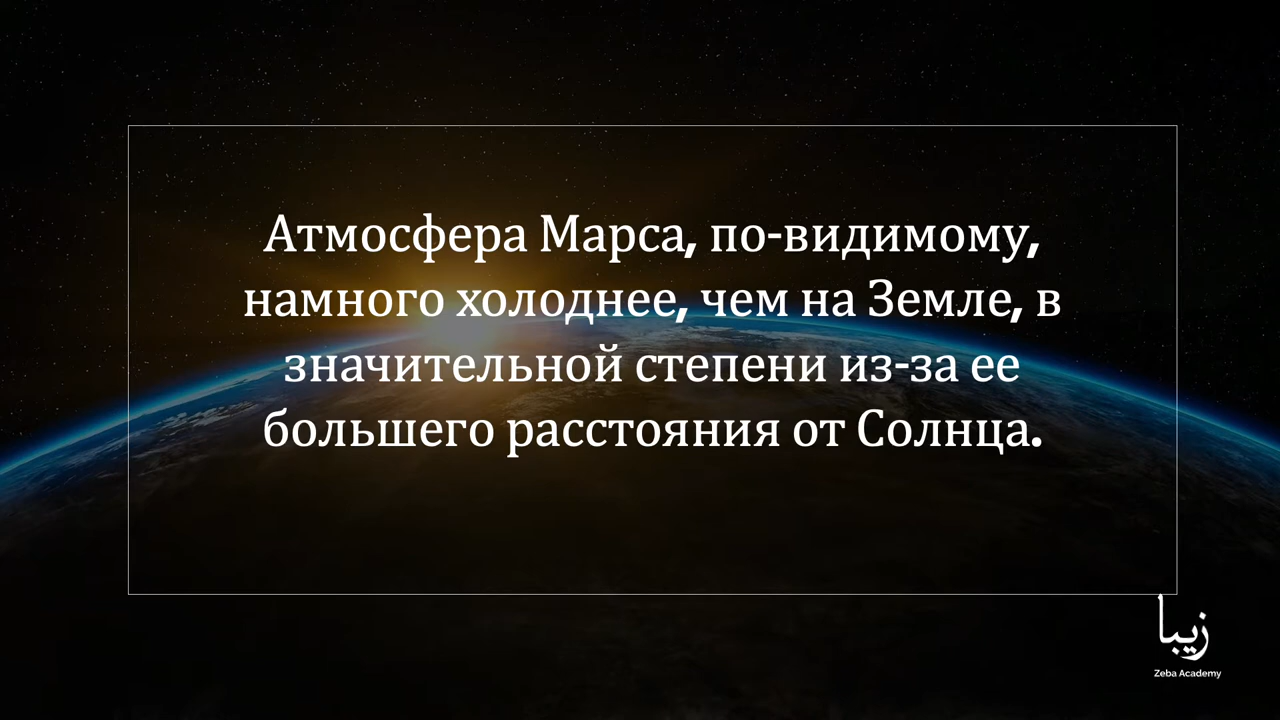 Атмосфера Марса, по-видимому,
намного холоднее, чем на Земле, в
значительной степени из-за ее
большего расстояния от Солнца.
زيبا
Zeba Academy